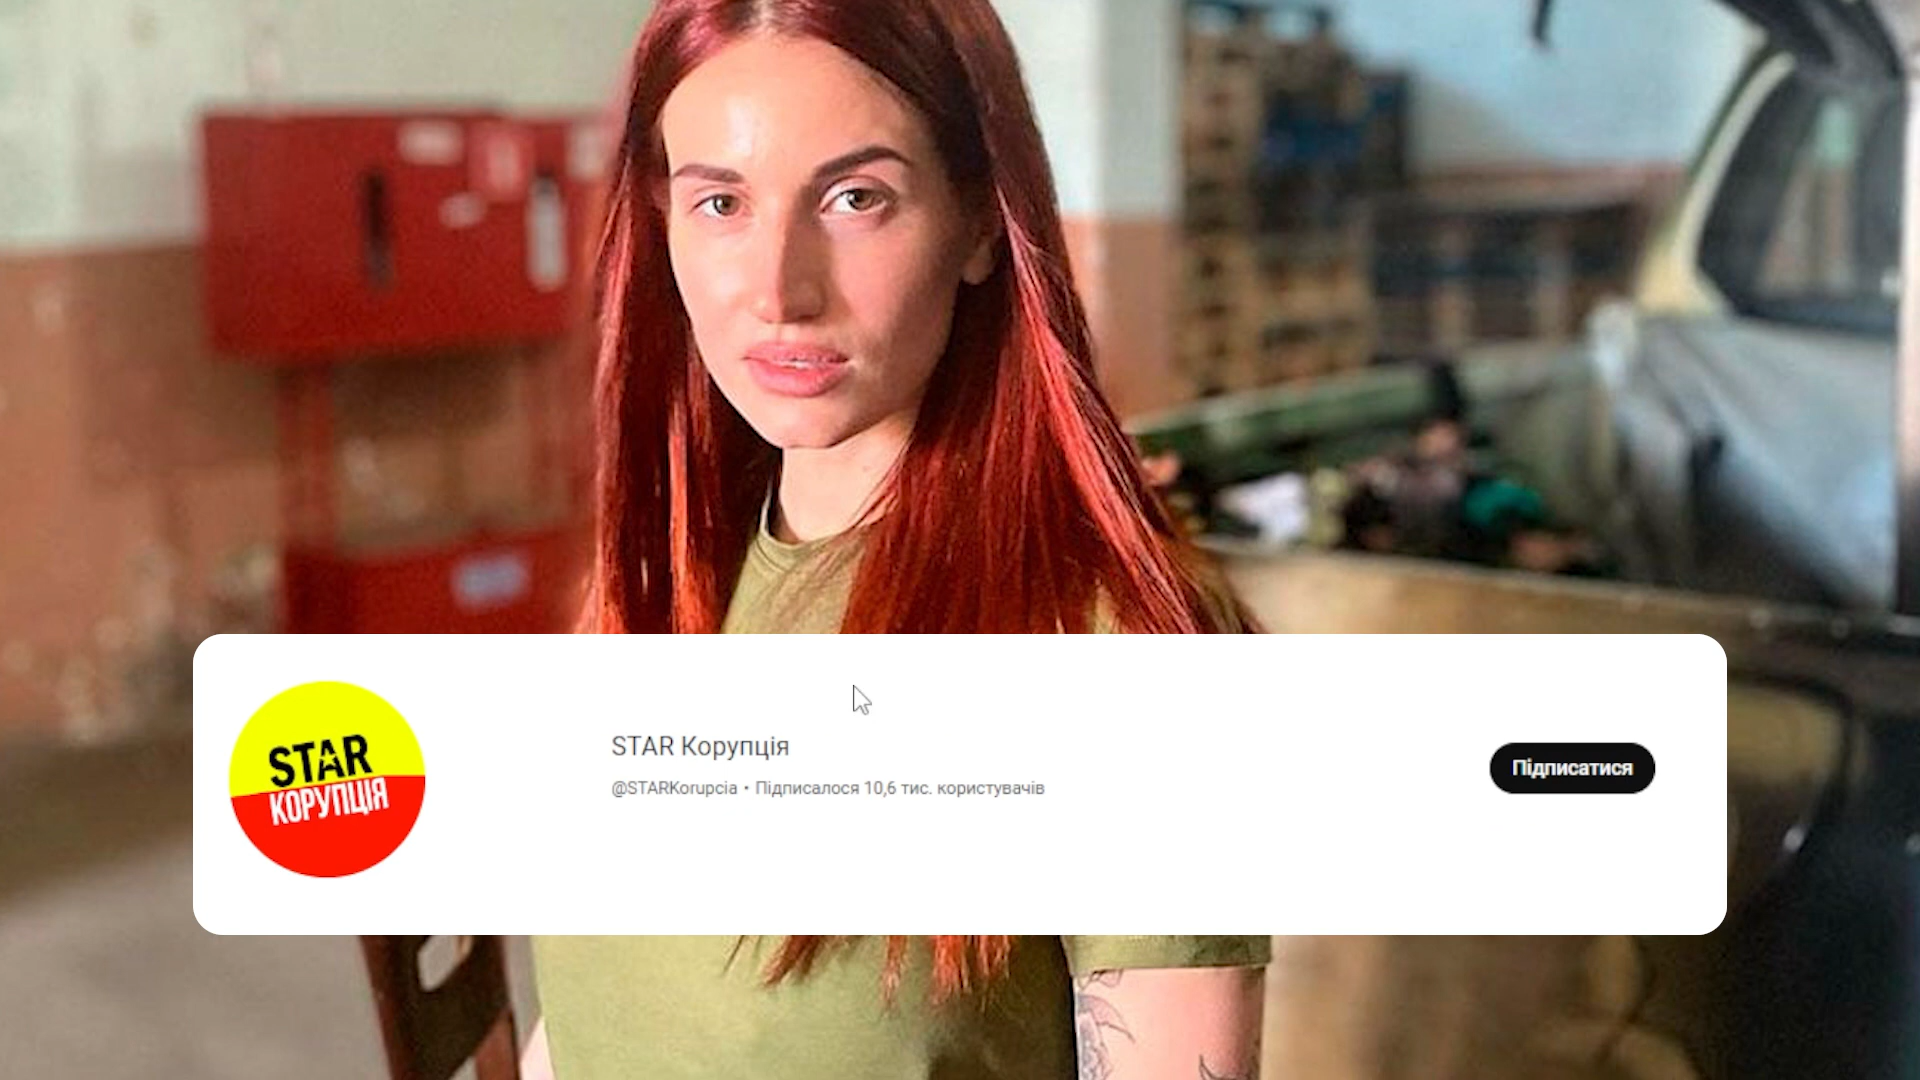 STAR
КОРУПЦІЯ
STAR Корупція
@STARKorupcia • Підписалося 10,6 тис. користувачів
Підписатися